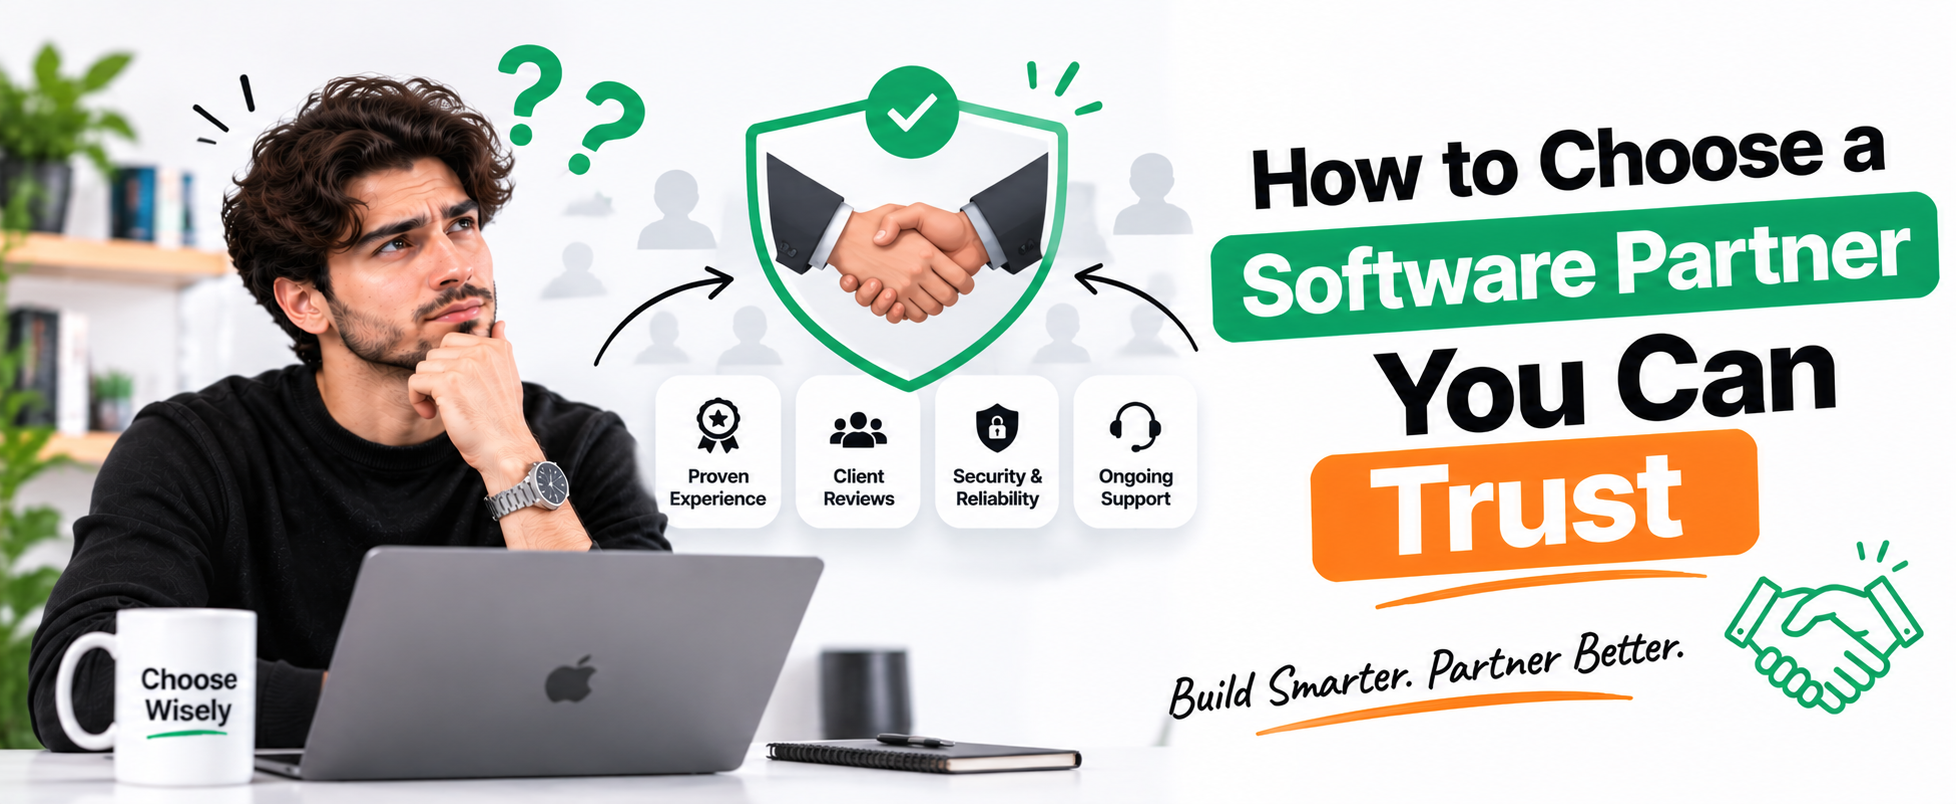 How to Choose a
Software Partner
You Can
Trust
Build Smarter. Partner Better.
Proven
Experience
Client
Reviews
Security &
Reliability
Ongoing
Support
Choose
Wisely
??